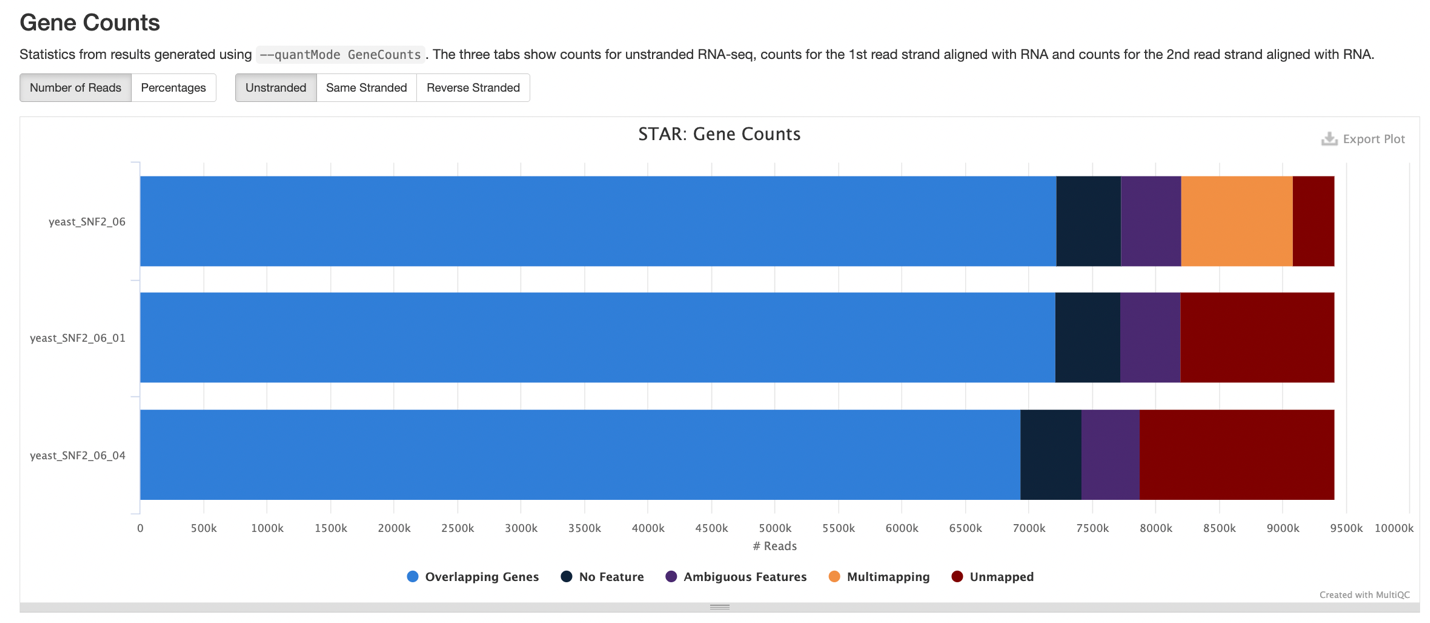 Gene Counts
Statistics from results generated using --quantMode GeneCounts . The three tabs show counts for unstranded RNA-seq, counts for the 1st read strand aligned with RNA and counts for the 2nd read strand aligned with RNA.
Number of Reads Percentages Unstranded Same Stranded Reverse Stranded
STAR: Gene Counts
Export Plot
yeast_SNF2_06
yeast_SNF2_06_01
yeast_SNF2_06_04
0 500k 1000k 1500k 2000k 2500k 3000k 3500k 4000k 4500k 5000k 5500k 6000k 6500k 7000k 7500k 8000k 8500k 9000k 9500k 10000k
# Reads
Overlapping Genes No Feature Ambiguous Features Multimapping Unmapped
Created with MultiQC